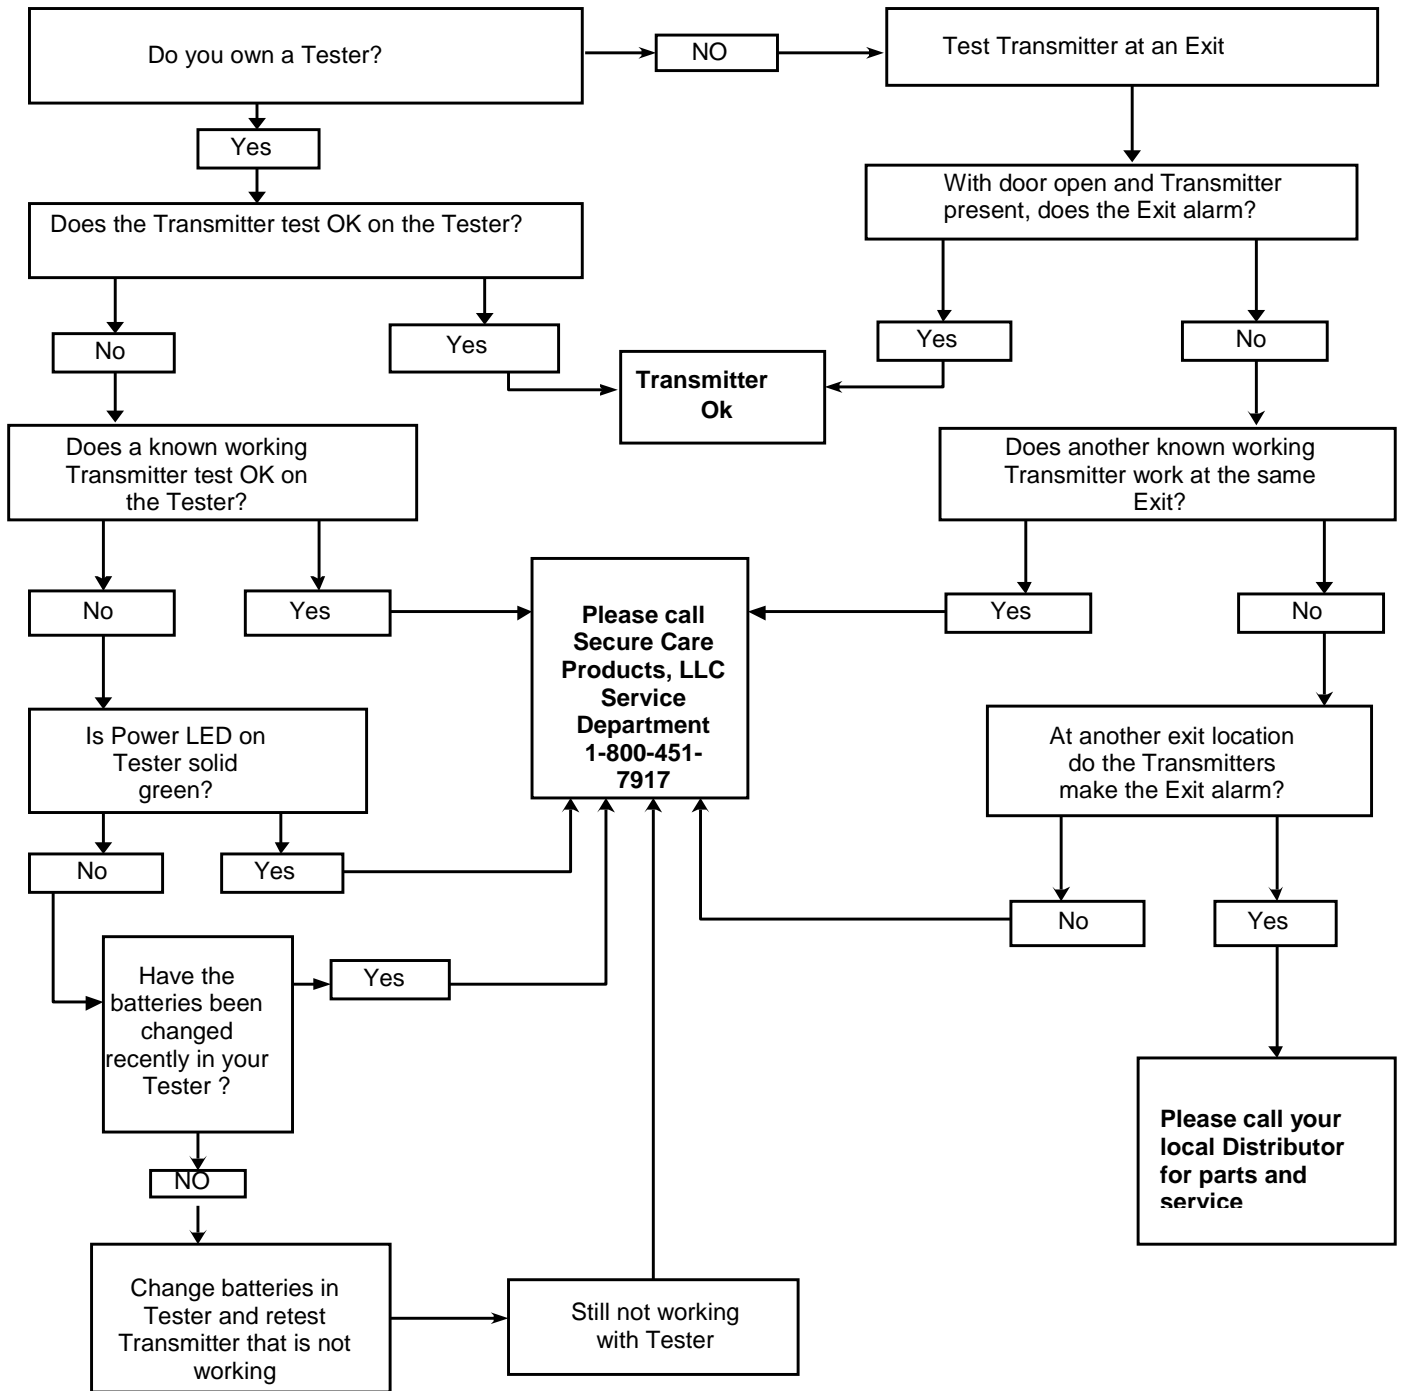 Do you own a Tester?
NO
Test Transmitter at an Exit
Yes
With door open and Transmitter
present, does the Exit alarm?
Does the Transmitter test OK on the Tester?
No
Yes
Yes
No
Transmitter
Ok
Does a known working
Transmitter test OK on
the Tester?
Does another known working
Transmitter work at the same
Exit?
No
Yes
Please call
Secure Care
Products, LLC
Service
Department
1-800-451-
7917
Yes
No
Is Power LED on
Tester solid
green?
At another exit location
do the Transmitters
make the Exit alarm?
No
Yes
No
Yes
Have the
batteries been
changed
recently in your
Tester ?
Yes
NO
Please call your
local Distributor
for parts and
service
Change batteries in
Tester and retest
Transmitter that is not
working
Still not working
with Tester